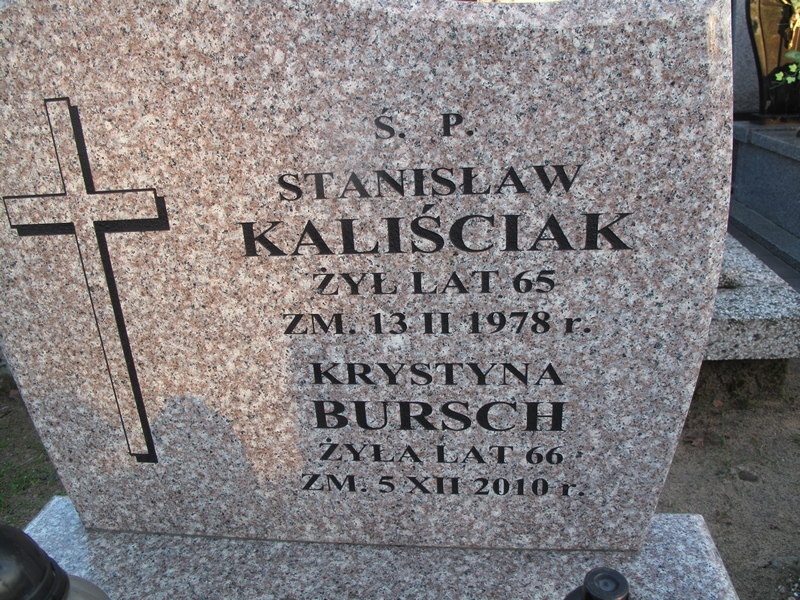 Ś. P.
STANISŁAW
KALIŚCIAK
ŻYŁ LAT 65
ZM. 13 II 1978 r.
KRYSTYNA
BURSCH
ŻYŁA LAT 66
ZM. 5 XII 2010 r.